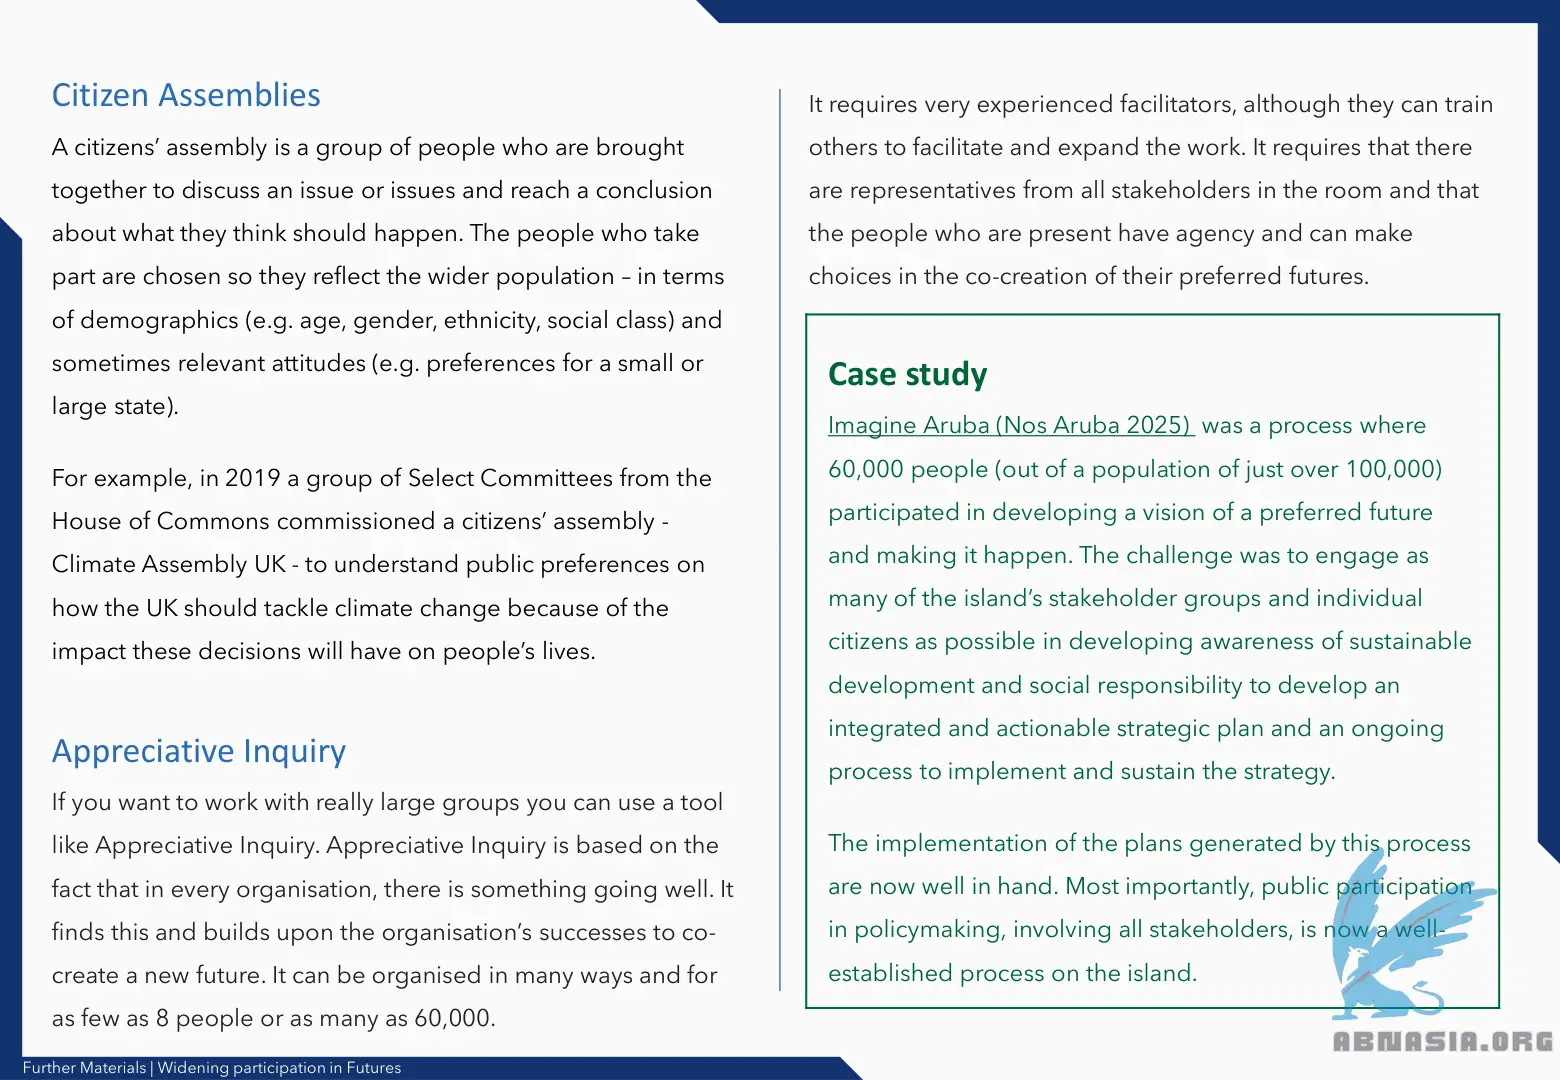 Citizen Assemblies
A citizens’ assembly is a group of people who are brought
together to discuss an issue or issues and reach a conclusion
about what they think should happen. The people who take
part are chosen so they reflect the wider population – in terms
of demographics (e.g. age, gender, ethnicity, social class) and
sometimes relevant attitudes (e.g. preferences for a small or
large state).
For example, in 2019 a group of Select Committees from the
House of Commons commissioned a citizens’ assembly -
Climate Assembly UK - to understand public preferences on
how the UK should tackle climate change because of the
impact these decisions will have on people’s lives.
Appreciative Inquiry
If you want to work with really large groups you can use a tool
like Appreciative Inquiry. Appreciative Inquiry is based on the
fact that in every organisation, there is something going well. It
finds this and builds upon the organisation’s successes to co-
create a new future. It can be organised in many ways and for
as few as 8 people or as many as 60,000.
It requires very experienced facilitators, although they can train
others to facilitate and expand the work. It requires that there
are representatives from all stakeholders in the room and that
the people who are present have agency and can make
choices in the co-creation of their preferred futures.
Case study
Imagine Aruba (Nos Aruba 2025) was a process where
60,000 people (out of a population of just over 100,000)
participated in developing a vision of a preferred future
and making it happen. The challenge was to engage as
many of the island’s stakeholder groups and individual
citizens as possible in developing awareness of sustainable
development and social responsibility to develop an
integrated and actionable strategic plan and an ongoing
process to implement and sustain the strategy.
The implementation of the plans generated by this process
are now well in hand. Most importantly, public participation
in policymaking, involving all stakeholders, is now a well-
established process on the island.
ABNASIA.ORG
Further Materials | Widening participation in Futures